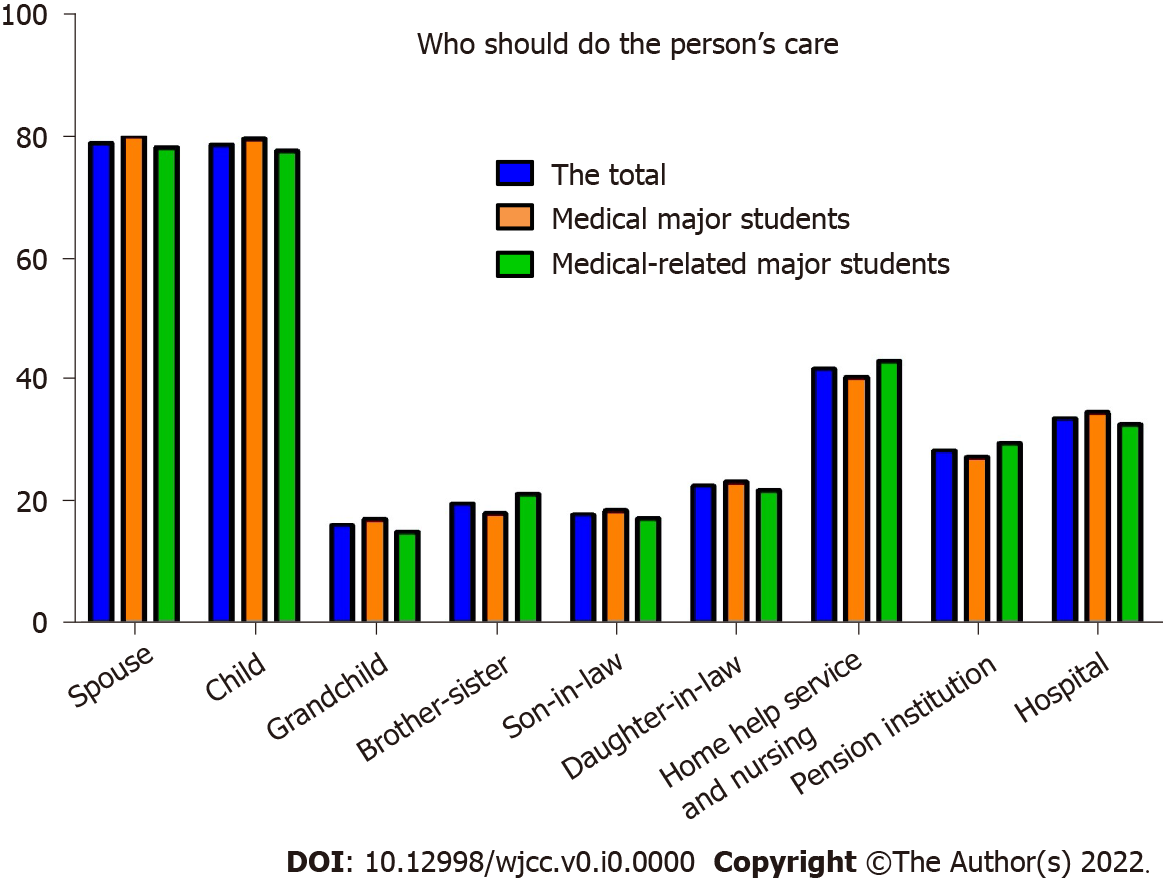 Who should do the person's care
100
80
60
40
20
0
The total
Medical major students
Medical-related major students
Spouse
Child
Grandchild
Brother-sister
Son-in-law
Daughter-in-law
Home help service
and nursing
Pension institution
Hospital
DOI: 10.12998/wjcc.v0.i0.0000 Copyright ©The Author(s) 2022.